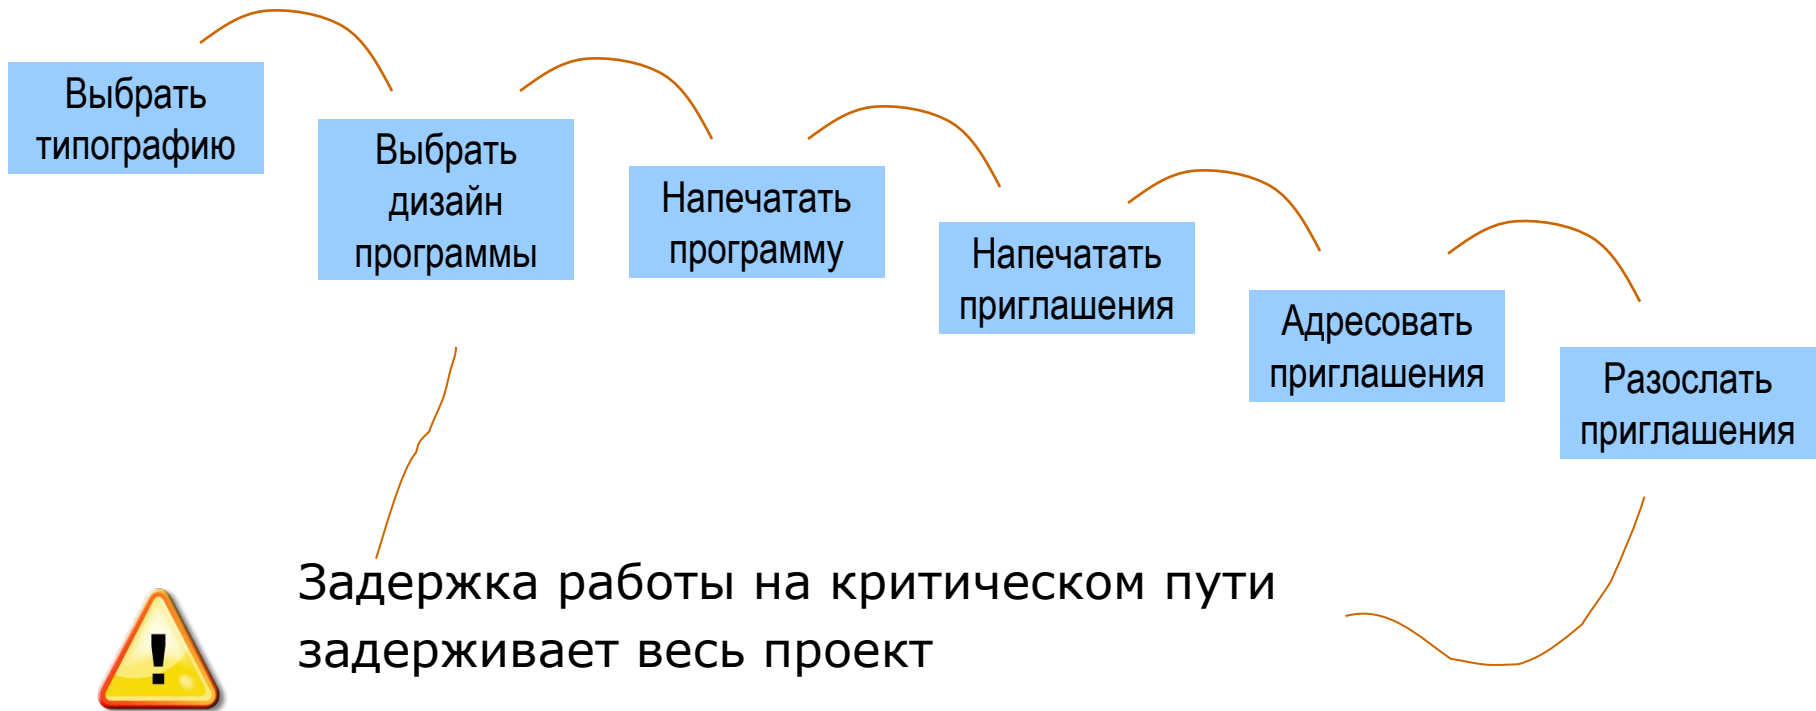 Выбрать
типографию
Выбрать
дизайн
программы
Напечатать
программу
Напечатать
приглашения
Адресовать
приглашения
Разослать
приглашения
Задержка работы на критическом пути
задерживает весь проект
!